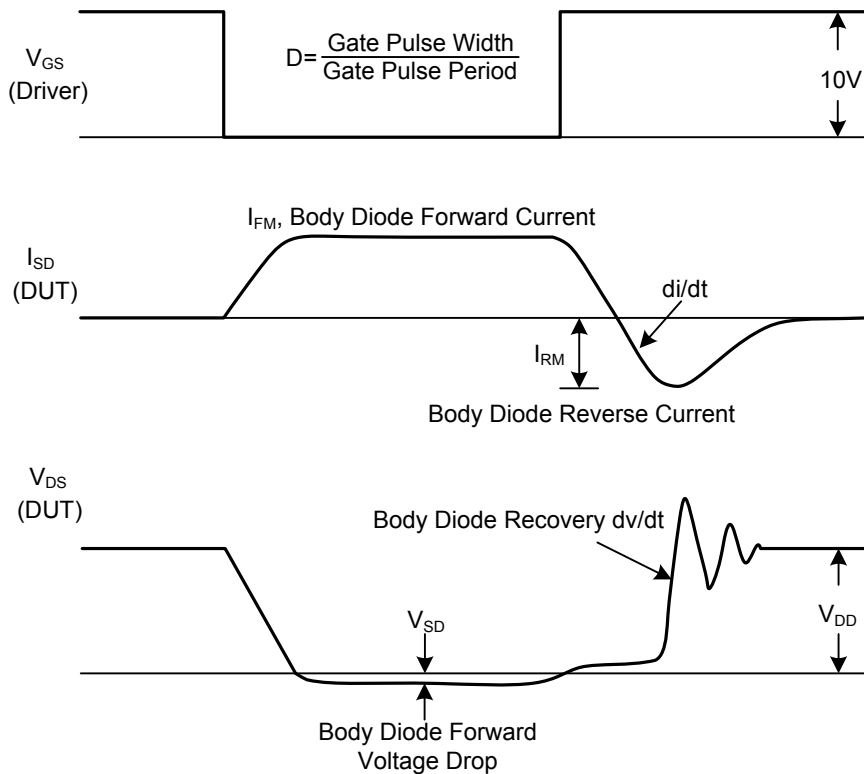 V_GS
(Driver)
D= Gate Pulse Width
Gate Pulse Period
10V
I_FM, Body Diode Forward Current
I_SD
(DUT)
di/dt
I_RM
Body Diode Reverse Current
V_DS
(DUT)
Body Diode Recovery dv/dt
V_SD
V_DD
Body Diode Forward
Voltage Drop